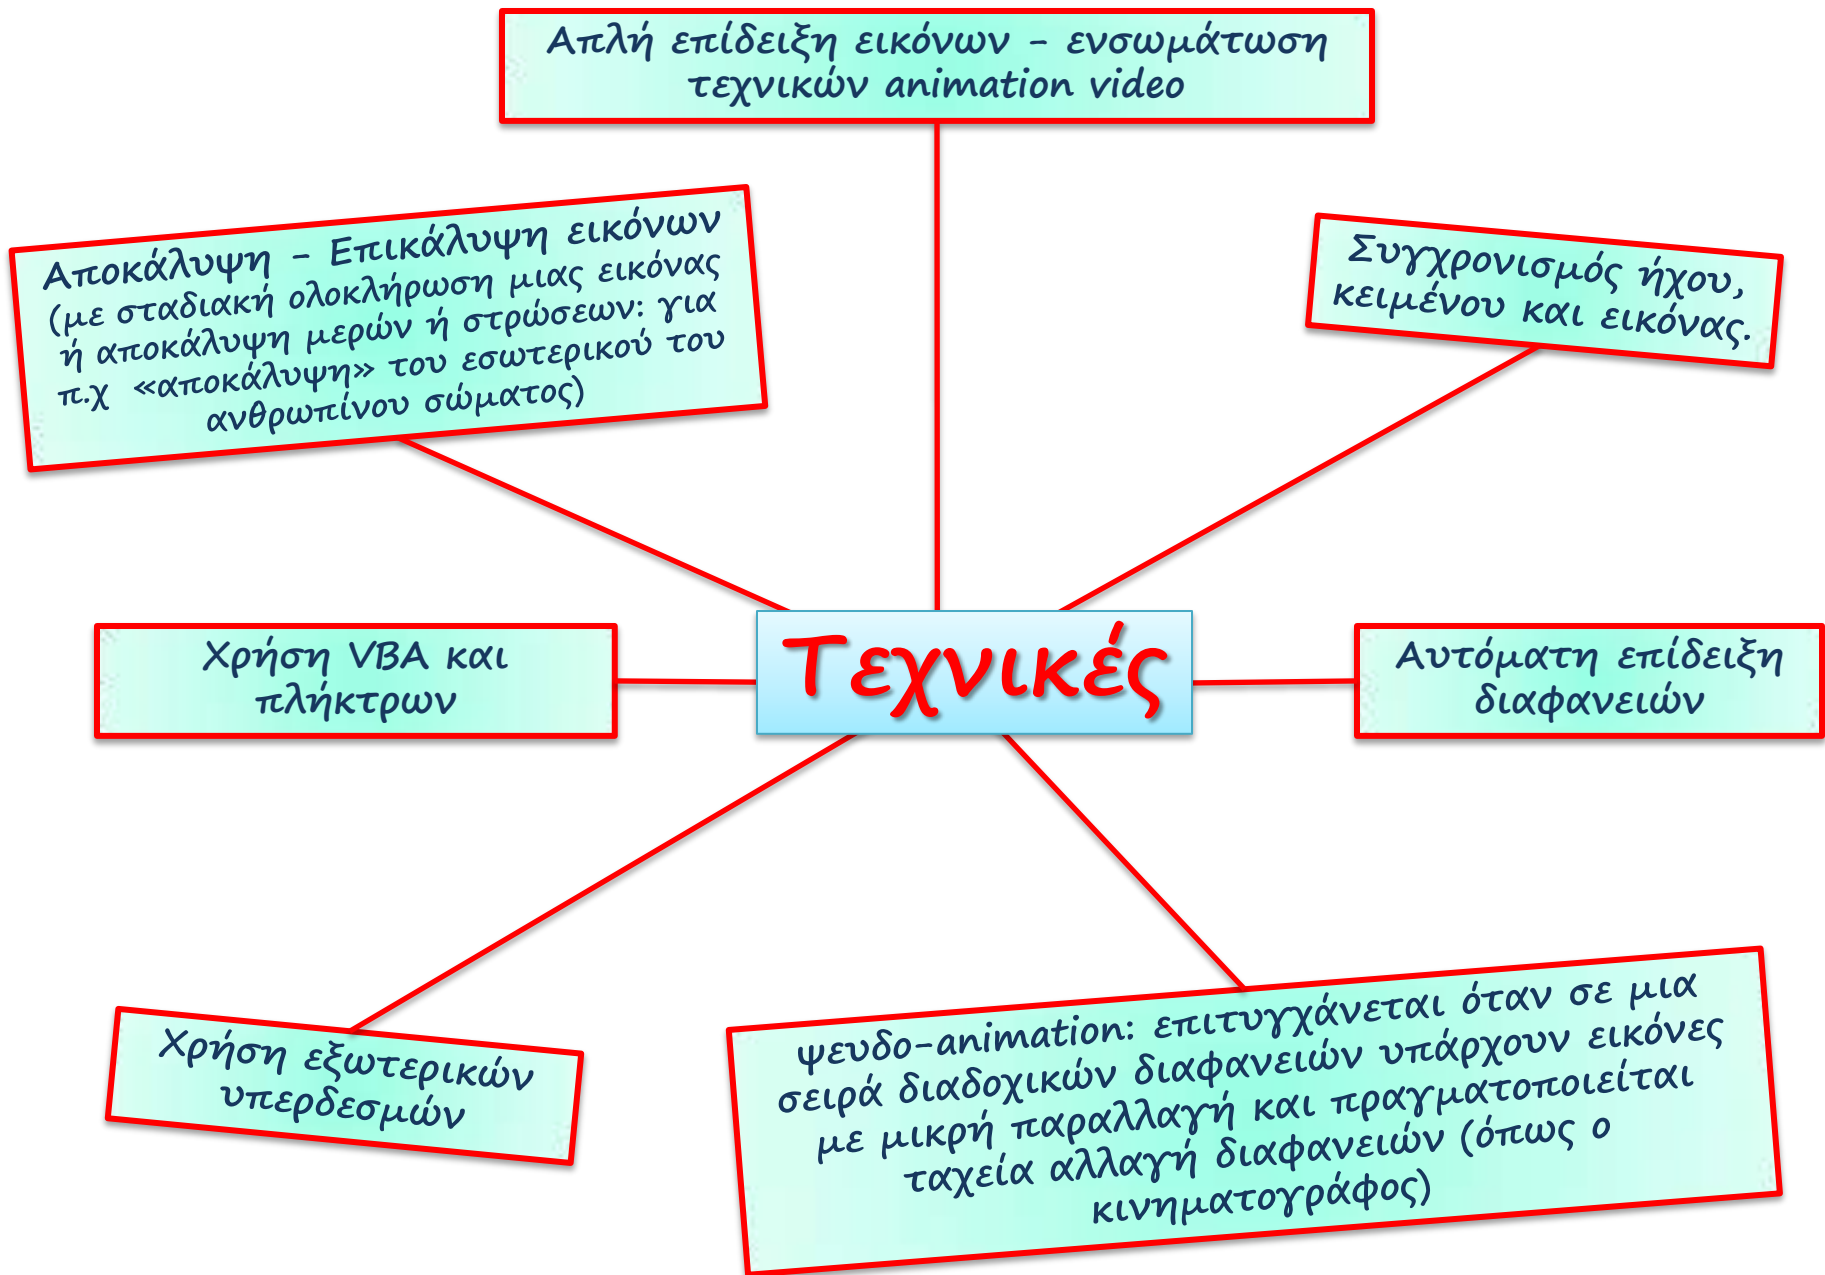 Απλή επίδειξη εικόνων - ενσωμάτωση
τεχνικών animation video
Αποκάλυψη - Επικάλυψη εικόνων
(με σταδιακή ολοκλήρωση μιας εικόνας
ή αποκάλυψη μερών ή στρώσεων: για
π.χ «αποκάλυψη» του εσωτερικού του
ανθρωπίνου σώματος)
Συγχρονισμός ήχου,
κειμένου και εικόνας.
Χρήση VBA και
πλήκτρων
Τεχνικές
Αυτόματη επίδειξη
διαφανειών
Χρήση εξωτερικών
υπερδεσμών
ψευδο-animation: επιτυγχάνεται όταν σε μια
σειρά διαδοχικών διαφανειών υπάρχουν εικόνες
με μικρή παραλλαγή και πραγματοποιείται
ταχεία αλλαγή διαφανειών (όπως ο
κινηματογράφος)